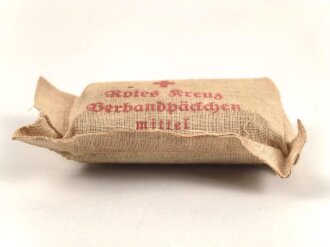 Rotes Kreuz
Verbandpäckchen
mittel